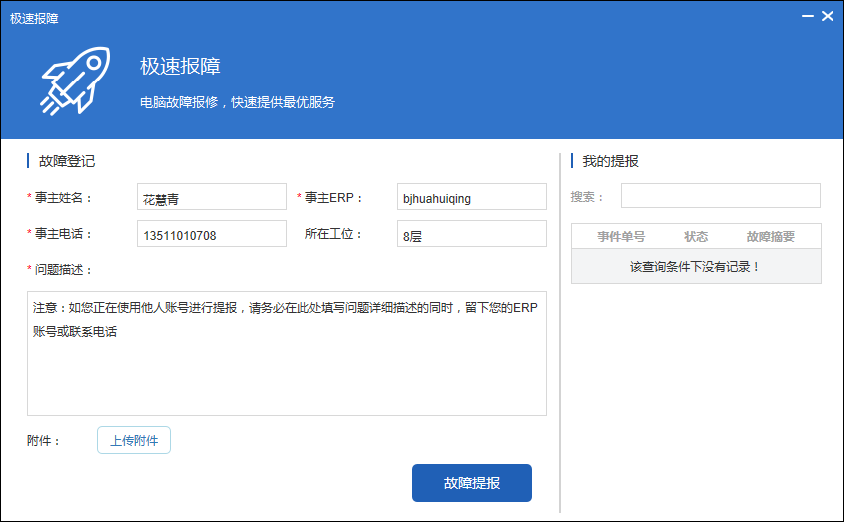 极速报障
极速报障
电脑故障报修，快速提供最优服务
故障登记
* 事主姓名： 花慧青 * 事主ERP： bjhuahuiqing
* 事主电话： 13511010708 所在工位： 8层
* 问题描述：
注意：如您正在使用他人账号进行提报，请务必在此处填写问题详细描述的同时，留下您的ERP
账号或联系电话
附件： 上传附件
故障提报
我的提报
搜索：
事件单号 状态 故障摘要
该查询条件下没有记录！